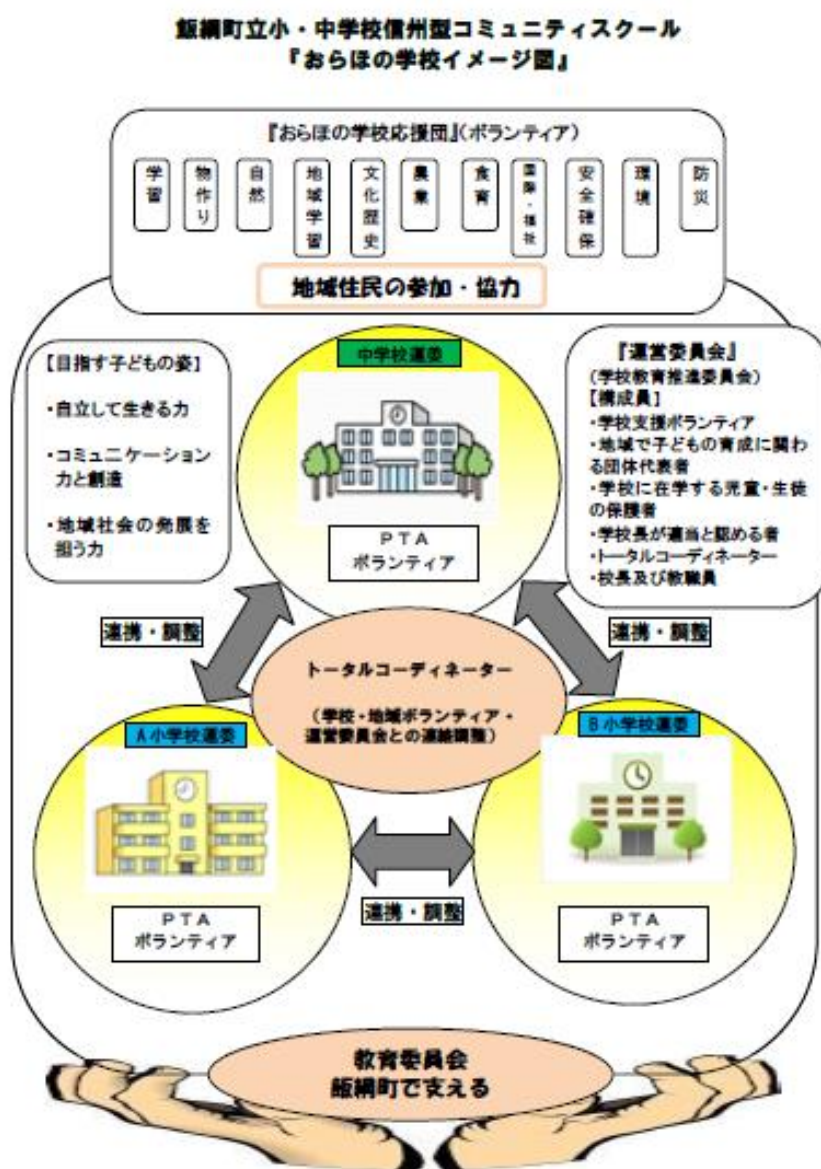 飯綱町立小・中学校信州型コミュニティスクール
『おらほの学校イメージ図』
『おらほの学校応援団』(ボランティア)
学習
物作り
自然
地域学習
文化歴史
農業
食育
国際・福祉
安全確保
環境
防災
地域住民の参加・協力
【目指す子どもの姿】
・自立して生きる力
・コミュニケーション
力と創造
・地域社会の発展を
担う力
中学校運委
PTA
ボランティア
『運営委員会』
(学校教育推進委員会)
【構成員】
・学校支援ボランティア
・地域で子どもの育成に関わ
る団体代表者
・学校に在学する児童・生徒
の保護者
・学校長が適当と認める者
・トータルコーディネーター
・校長及び教職員
連携・調整
連携・調整
トータルコーディネーター
(学校・地域ボランティア・
運営委員会との連絡調整)
A小学校運委
PTA
ボランティア
B小学校運委
PTA
ボランティア
連携・調整
教育委員会
飯綱町で支える